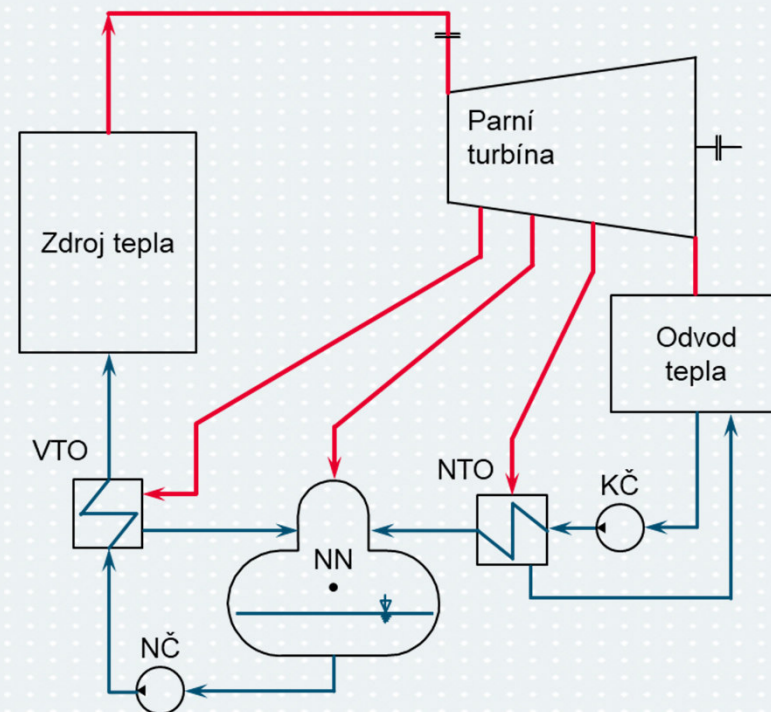 Parní
turbína
Zdroj tepla
Odvod
tepla
VTO
NTO
KČ
NN
NČ